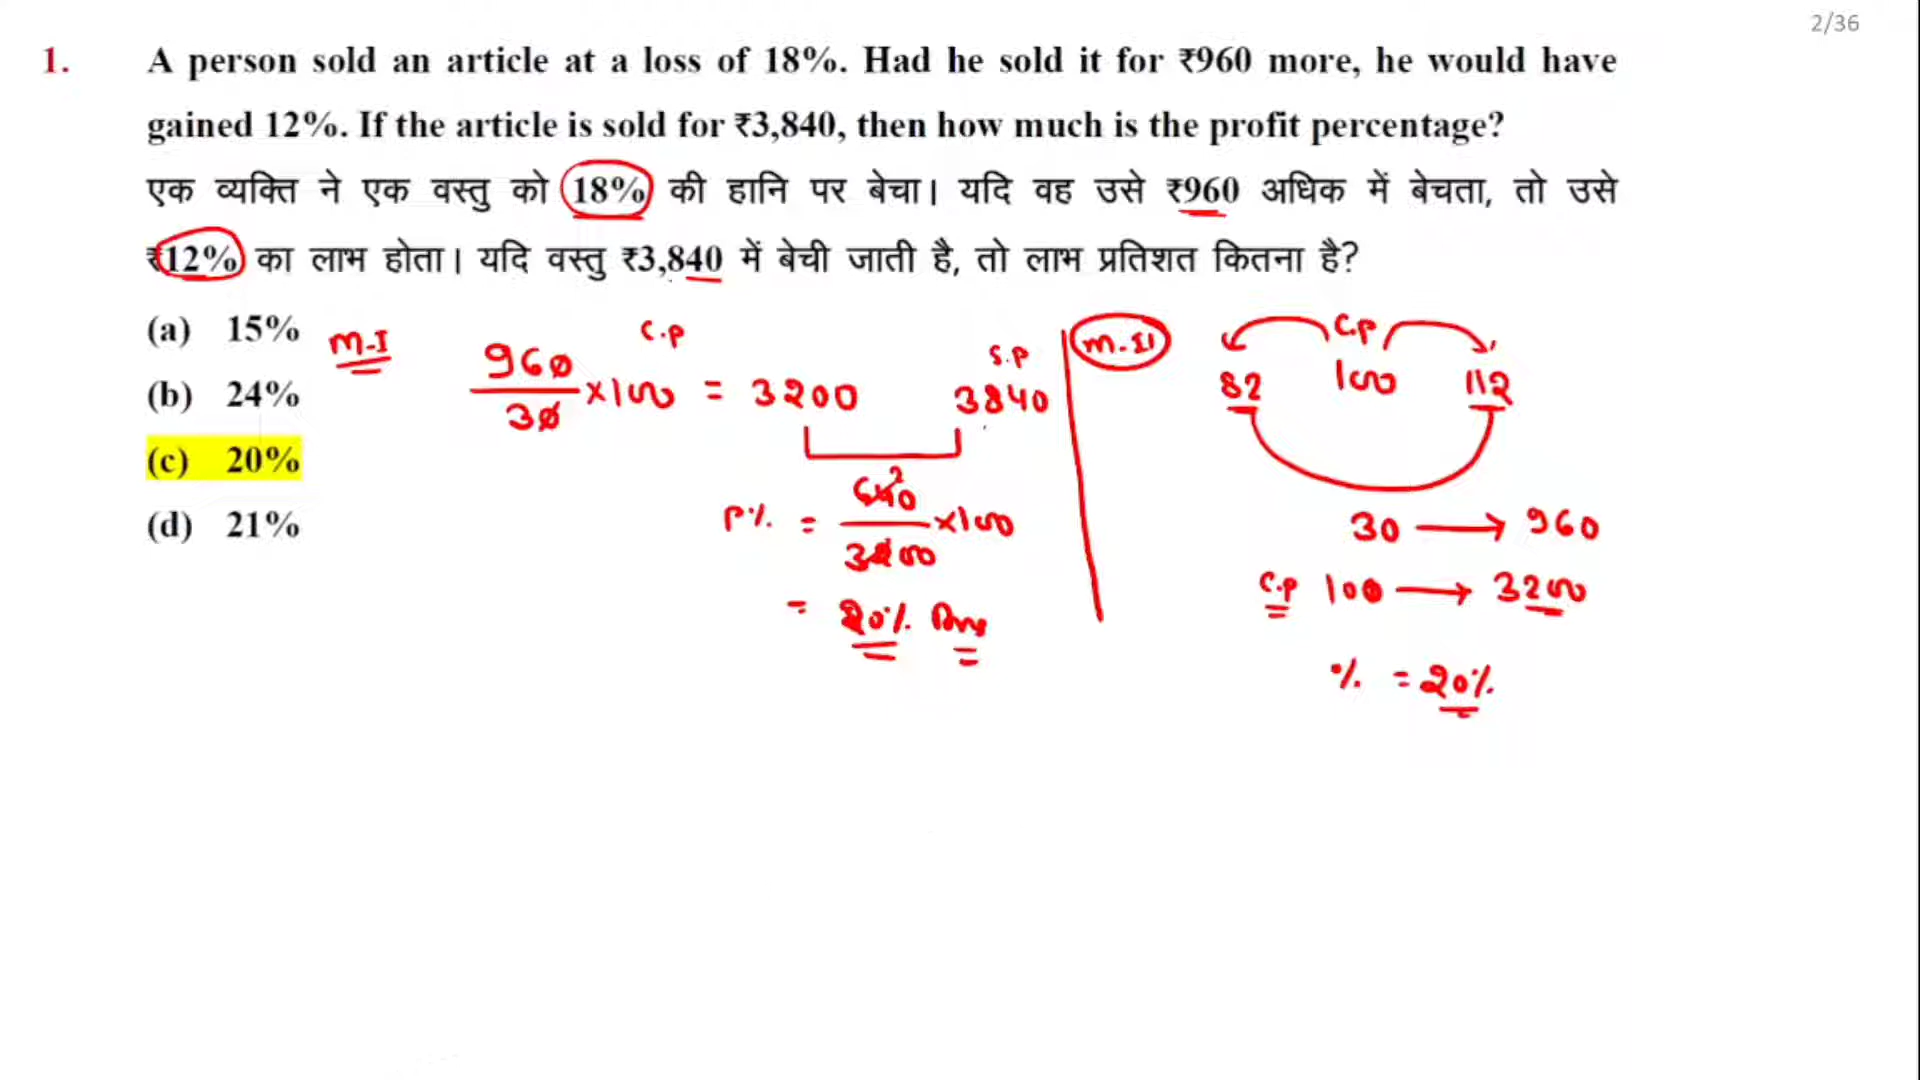 2/36
1. A person sold an article at a loss of 18%. Had he sold it for ₹960 more, he would have
gained 12%. If the article is sold for ₹3,840, then how much is the profit percentage?
एक व्यक्ति ने एक वस्तु को 18% की हानि पर बेचा। यदि वह उसे ₹960 अधिक में बेचता, तो उसे
₹12% का लाभ होता। यदि वस्तु ₹3,840 में बेची जाती है, तो लाभ प्रतिशत कितना है?
(a) 15%
(b) 24%
(c) 20%
(d) 21%
M-I
C.P
960/30 × 100 = 3200
S.P
3840
P% = 640/3200 × 100
2
= 20% Ans
M-II
C.P
82 100 112
30 → 960
C.P 100 → 3200
% = 20%